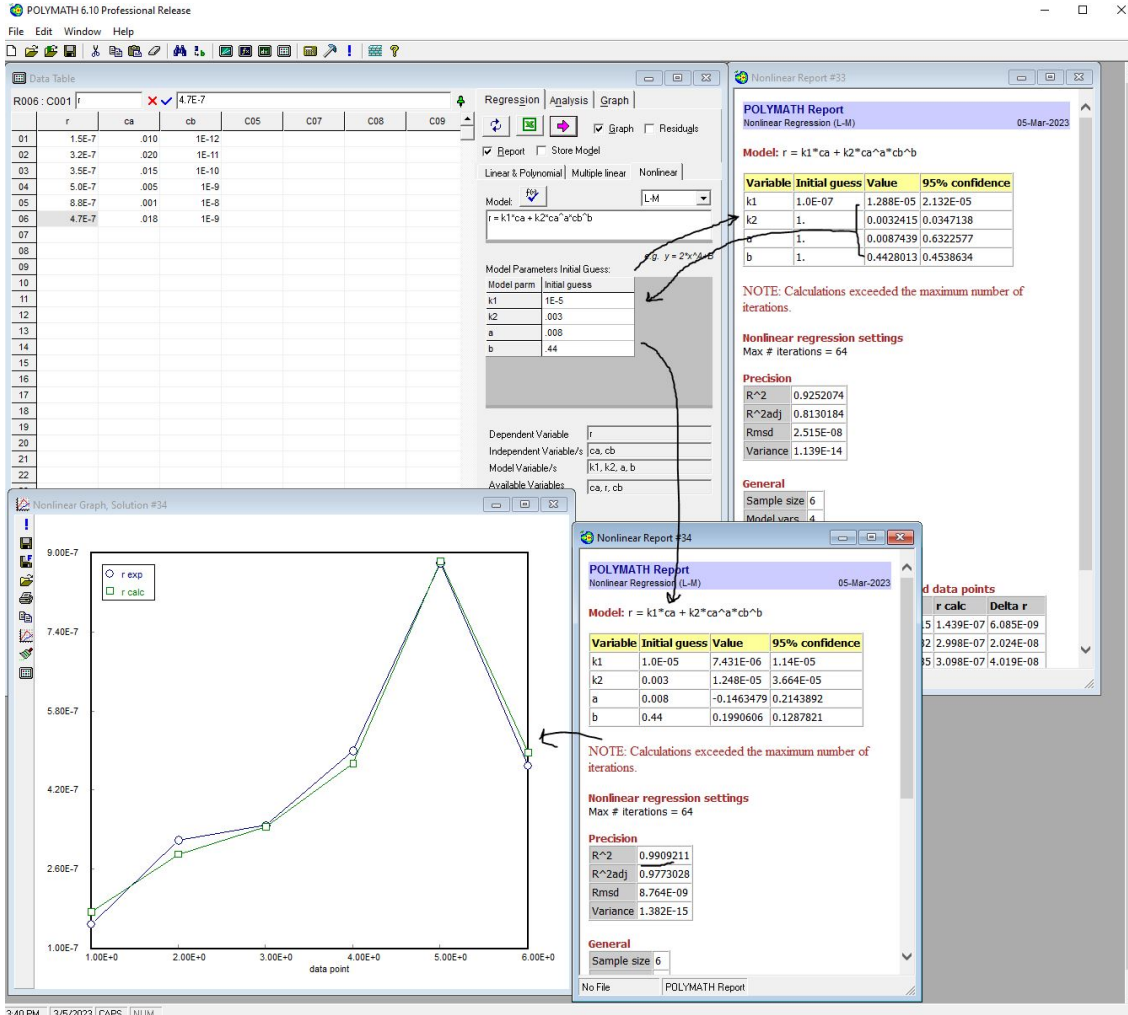 POLYMATH 6.10 Professional Release
File Edit Window Help
Data Table
R006 : C001 r 4.7E-7
r ca cb C05 C07 C08 C09
01 1.5E-7 .010 1E-12
02 3.2E-7 .020 1E-11
03 3.5E-7 .015 1E-10
04 5.0E-7 .005 1E-9
05 8.8E-7 .001 1E-8
06 4.7E-7 .018 1E-9
07
08
09
10
11
12
13
14
15
16
17
18
19
20
21
22
Regression Analysis Graph
Graph Residuals
Report Store Model
Linear & Polynomial Multiple linear Nonlinear
Model: L-M
r = k1*ca + k2*ca^a*cb^b
e.g. y = 2*x^A+B
Model Parameters Initial Guess:
Model parm Initial guess
k1 1E-5
k2 .003
a .008
b .44
Dependent Variable r
Independent Variable/s ca, cb
Model Variable/s k1, k2, a, b
Available Variables ca, r, cb
Nonlinear Report #33
POLYMATH Report
Nonlinear Regression (L-M) 05-Mar-2023
Model: r = k1*ca + k2*ca^a*cb^b
Variable Initial guess Value 95% confidence
k1 1.0E-07 1.288E-05 2.132E-05
k2 1. 0.0032415 0.0347138
a 1. 0.0087439 0.6322577
b 1. 0.4428013 0.4538634
NOTE: Calculations exceeded the maximum number of
iterations.
Nonlinear regression settings
Max # iterations = 64
Precision
R^2 0.9252074
R^2adj 0.8130184
Rmsd 2.515E-08
Variance 1.139E-14
General
Sample size 6
Model vars 4
d data points
r calc Delta r
15 1.439E-07 6.085E-09
2 2.998E-07 2.024E-08
35 3.098E-07 4.019E-08
Nonlinear Graph, Solution #34
r exp
r calc
9.00E-7
7.40E-7
5.80E-7
4.20E-7
2.60E-7
1.00E-7
1.00E+0 2.00E+0 3.00E+0 4.00E+0 5.00E+0 6.00E+0
data point
Nonlinear Report #34
POLYMATH Report
Nonlinear Regression (L-M) 05-Mar-2023
Model: r = k1*ca + k2*ca^a*cb^b
Variable Initial guess Value 95% confidence
k1 1.0E-05 7.431E-06 1.14E-05
k2 0.003 1.248E-05 3.664E-05
a 0.008 -0.1463479 0.2143892
b 0.44 0.1990606 0.1287821
NOTE: Calculations exceeded the maximum number of
iterations.
Nonlinear regression settings
Max # iterations = 64
Precision
R^2 0.9909211
R^2adj 0.9773028
Rmsd 8.764E-09
Variance 1.382E-15
General
Sample size 6
No File POLYMATH Report
3:40 PM 3/5/2023 CAPS NUM